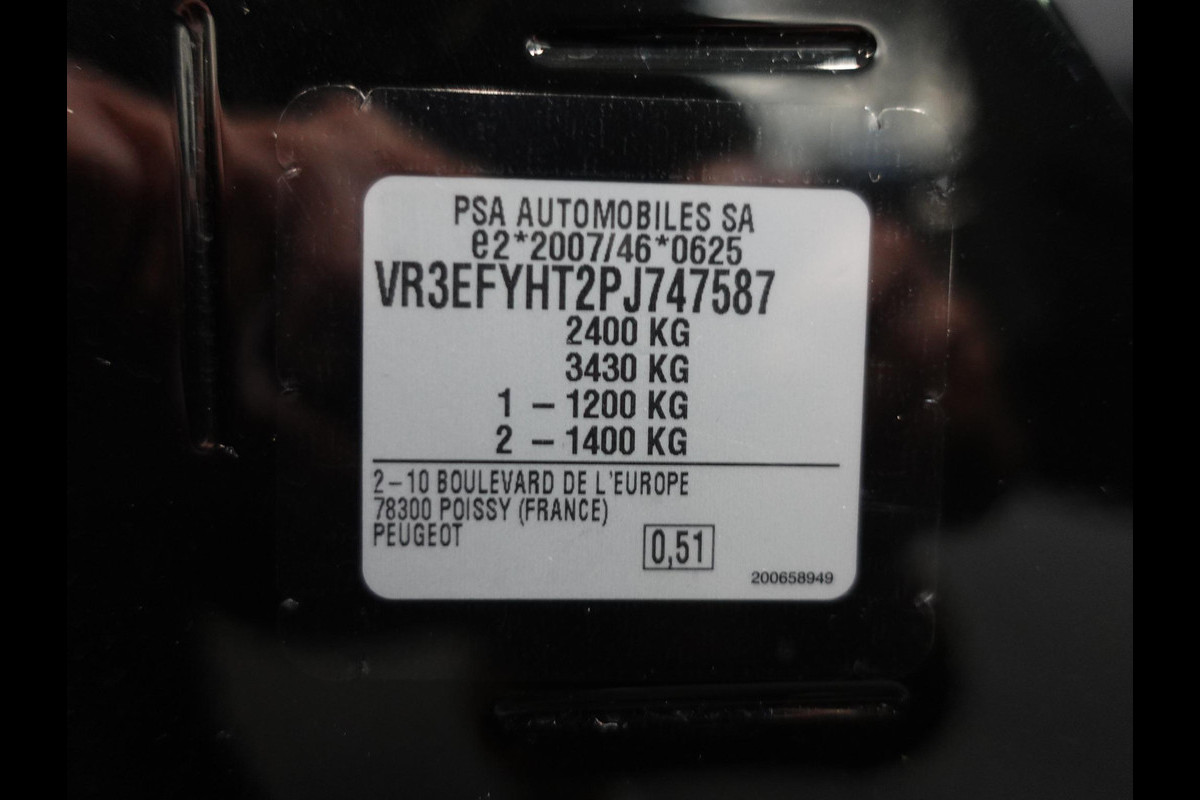 PSA AUTOMOBILES SA
e2*2007/46*0625
VR3EFYHT2PJ747587
2400 KG
3430 KG
1 – 1200 KG
2 – 1400 KG
2–10 BOULEVARD DE L'EUROPE
78300 POISSY (FRANCE)
PEUGEOT
0,51
200658949